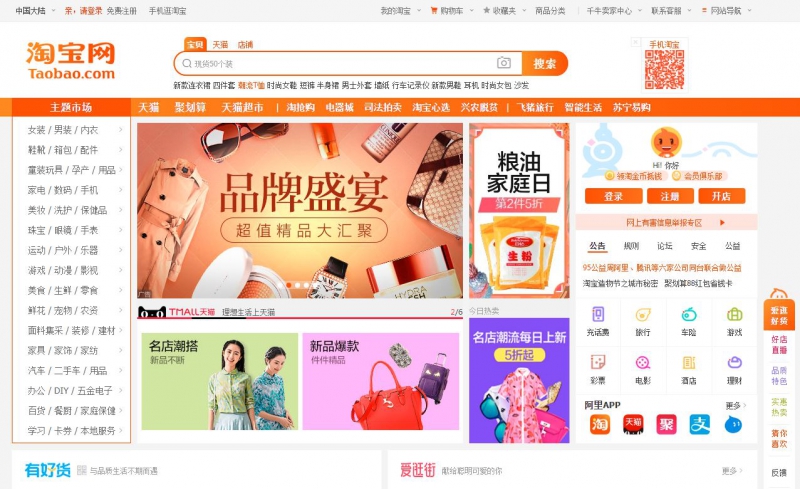 中国大陆 亲，请登录 免费注册 手机逛淘宝 我的淘宝 购物车 收藏夹 商品分类 千牛卖家中心 联系客服 网站导航
淘宝网
Taobao.com
宝贝 天猫 店铺
搜索
新款连衣裙 四件套 潮流T恤 时尚女鞋 短裤 半身裙 男士外套 墙纸 行车记录仪 新款男鞋 耳机 时尚女包 沙发
手机淘宝
主题市场 天猫 聚划算 天猫超市 淘抢购 电器城 司法拍卖 淘宝心选 兴农脱贫 飞猪旅行 智能生活 苏宁易购
女装 / 男装 / 内衣
鞋靴 / 箱包 / 配件
童装玩具 / 孕产 / 用品
家电 / 数码 / 手机
美妆 / 洗护 / 保健品
珠宝 / 眼镜 / 手表
运动 / 户外 / 乐器
游戏 / 动漫 / 影视
美食 / 生鲜 / 零食
鲜花 / 宠物 / 农资
面料集采 / 装修 / 建材
家具 / 家饰 / 家纺
汽车 / 二手车 / 用品
办公 / DIY / 五金电子
百货 / 餐厨 / 家庭保健
学习 / 卡券 / 本地服务
品牌盛宴
超值精品大汇聚
HYDRA
FRESH
广告
TMALL天猫 理想生活上天猫 2/6
名店潮搭
新品不断
新品爆款
件件精品
粮油
家庭日
第2件5折
生粉
今日热卖
名店潮流每日上新
5折起
Hi! 你好
领淘金币抵钱 会员俱乐部
登录 注册 开店
网上有害信息举报专区
公告 规则 论坛 安全 公益
95公益周阿里、腾讯等六家公司同台联合做公益
淘宝造物节之城市秘密 聚划算88红包省钱卡
充话费 旅行 车险 游戏
彩票 电影 酒店 理财
阿里APP 更多
淘 天猫 聚 支
爱逛
好货
好店
直播
品质
特色
实惠
热卖
猜你
喜欢
反馈
有好货 与品质生活不期而遇
爱逛街 献给聪明可爱的你 更多